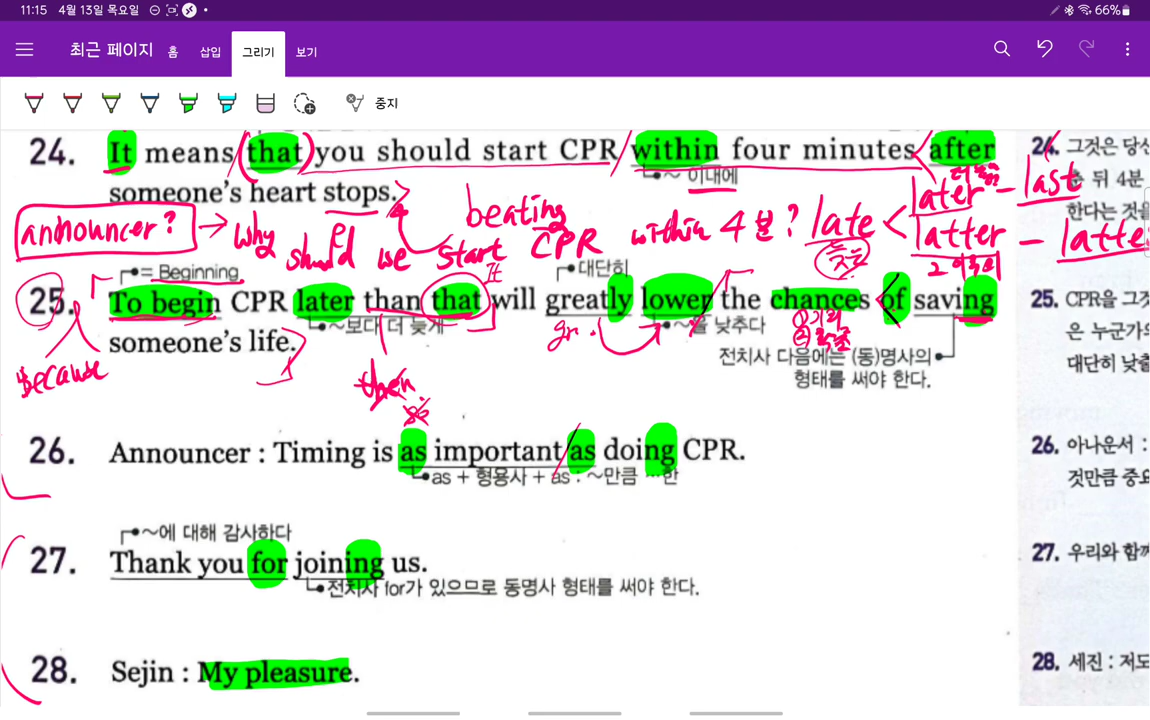 11:15 4월 13일 목요일 66%
최근 페이지 홈 삽입 그리기 보기
중지
24. It means that you should start CPR within four minutes after
~ 이내에
someone's heart stops.
24. 그것은 당신
뒤 4분
한다는 것을
later - last
late < latter - latte
announcer? → why should we start CPR within 4분?
beating
= Beginning
대단히
25. To begin CPR later than that will greatly lower the chances of saving
~보다 더 늦게
~을 낮추다
someone's life.
전치사 다음에는 (동)명사의
형태를 써야 한다.
because
then
25. CPR을 그것
은 누군가의
대단히 낮출
26. Announcer : Timing is as important as doing CPR.
as + 형용사 + as : ~만큼 …한
26. 아나운서 :
것만큼 중요
~에 대해 감사하다
27. Thank you for joining us.
전치사 for가 있으므로 동명사 형태를 써야 한다.
27. 우리와 함께
28. Sejin : My pleasure.
28. 세진 : 저도